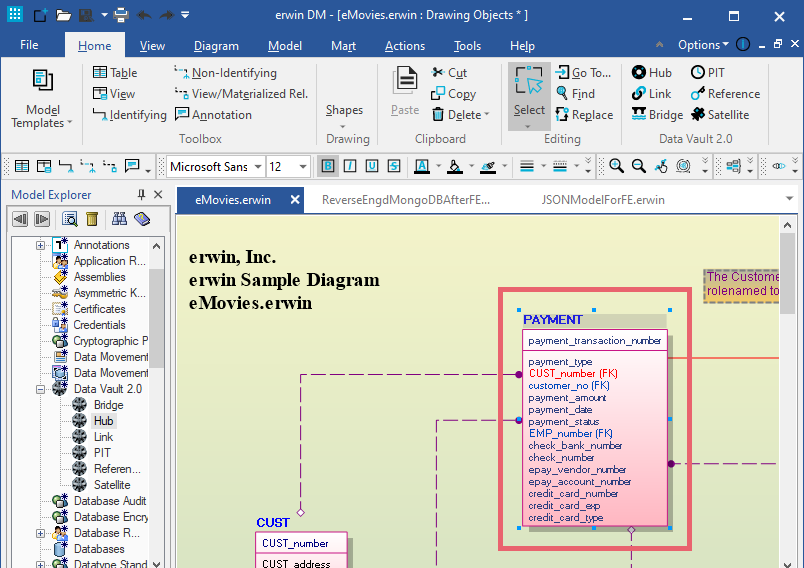 erwin DM - [eMovies.erwin : Drawing Objects * ]
File Home View Diagram Model Mart Actions Tools Help Options
Model Templates
Table
View
Identifying
Non-Identifying
View/Materialized Rel.
Annotation
Toolbox
Shapes
Drawing
Paste
Cut
Copy
Delete
Clipboard
Select
Go To...
Find
Replace
Editing
Hub
Link
Bridge
PIT
Reference
Satellite
Data Vault 2.0
Microsoft Sans 12 B I U S A
Model Explorer
eMovies.erwin
ReverseEngdMongoDBAfterFE...
JSONModelForFE.erwin
Annotations
Application R...
Assemblies
Asymmetric K...
Certificates
Credentials
Cryptographic P
Data Movement
Data Movement
Data Vault 2.0
Bridge
Hub
Link
PIT
Referen...
Satellite
Database Audit
Database Encry
Database R...
Databases
Datatype Stand
erwin, Inc.
erwin Sample Diagram
eMovies.erwin
The Custome
rolenamed to
PAYMENT
payment_transaction_number
payment_type
CUST_number (FK)
customer_no (FK)
payment_amount
payment_date
payment_status
EMP_number (FK)
check_bank_number
check_number
epay_vendor_number
epay_account_number
credit_card_number
credit_card_exp
credit_card_type
CUST
CUST_number
CUST_address